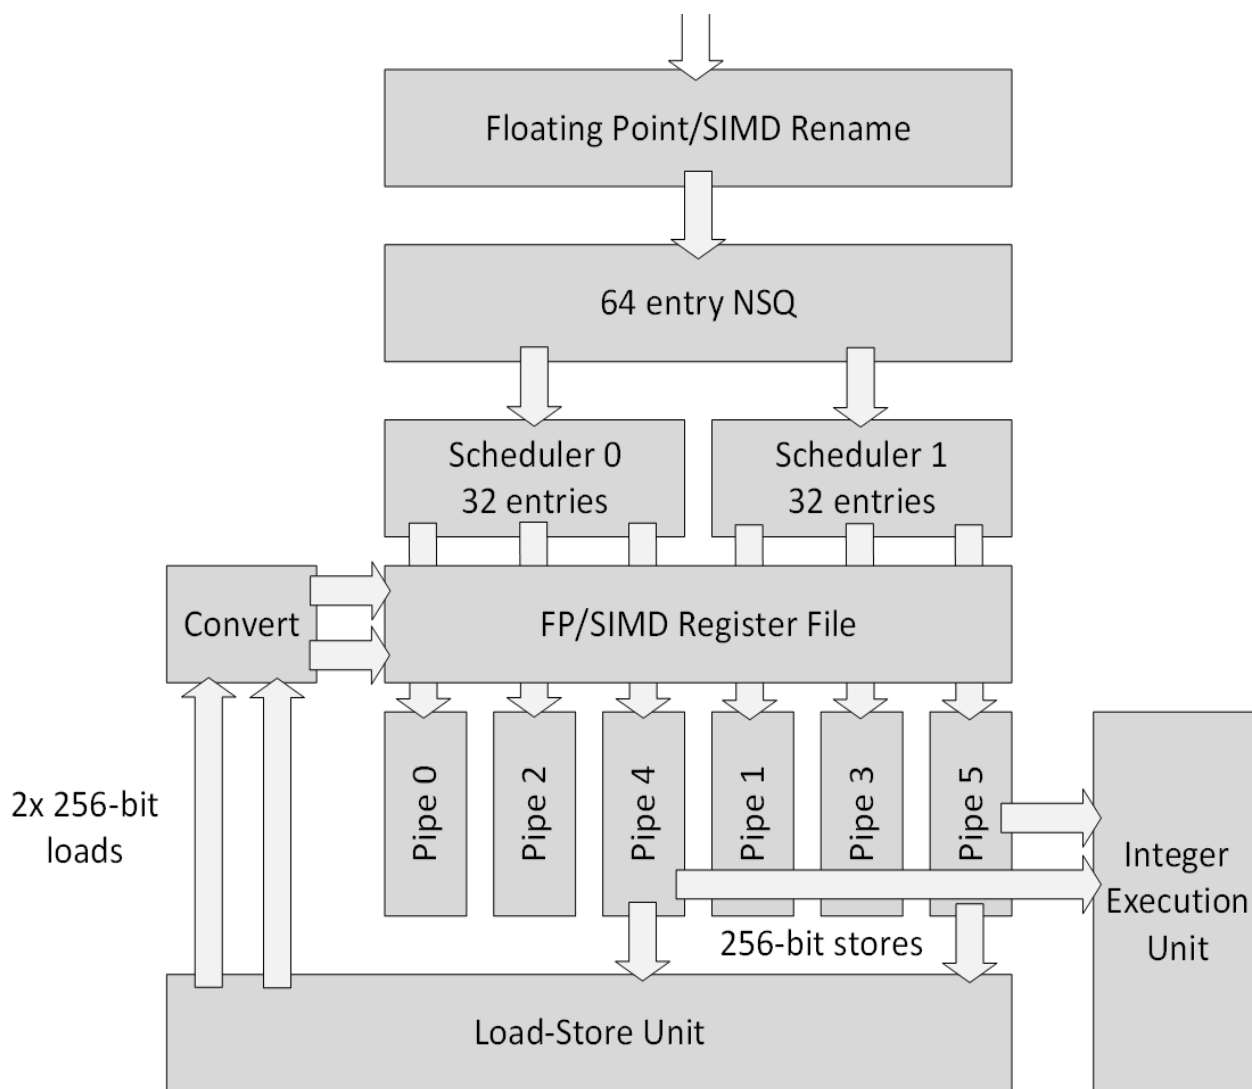 Floating Point/SIMD Rename
64 entry NSQ
Scheduler 0
32 entries
Scheduler 1
32 entries
Convert
FP/SIMD Register File
2x 256-bit
loads
Pipe 0
Pipe 2
Pipe 4
Pipe 1
Pipe 3
Pipe 5
Integer
Execution
Unit
256-bit stores
Load-Store Unit